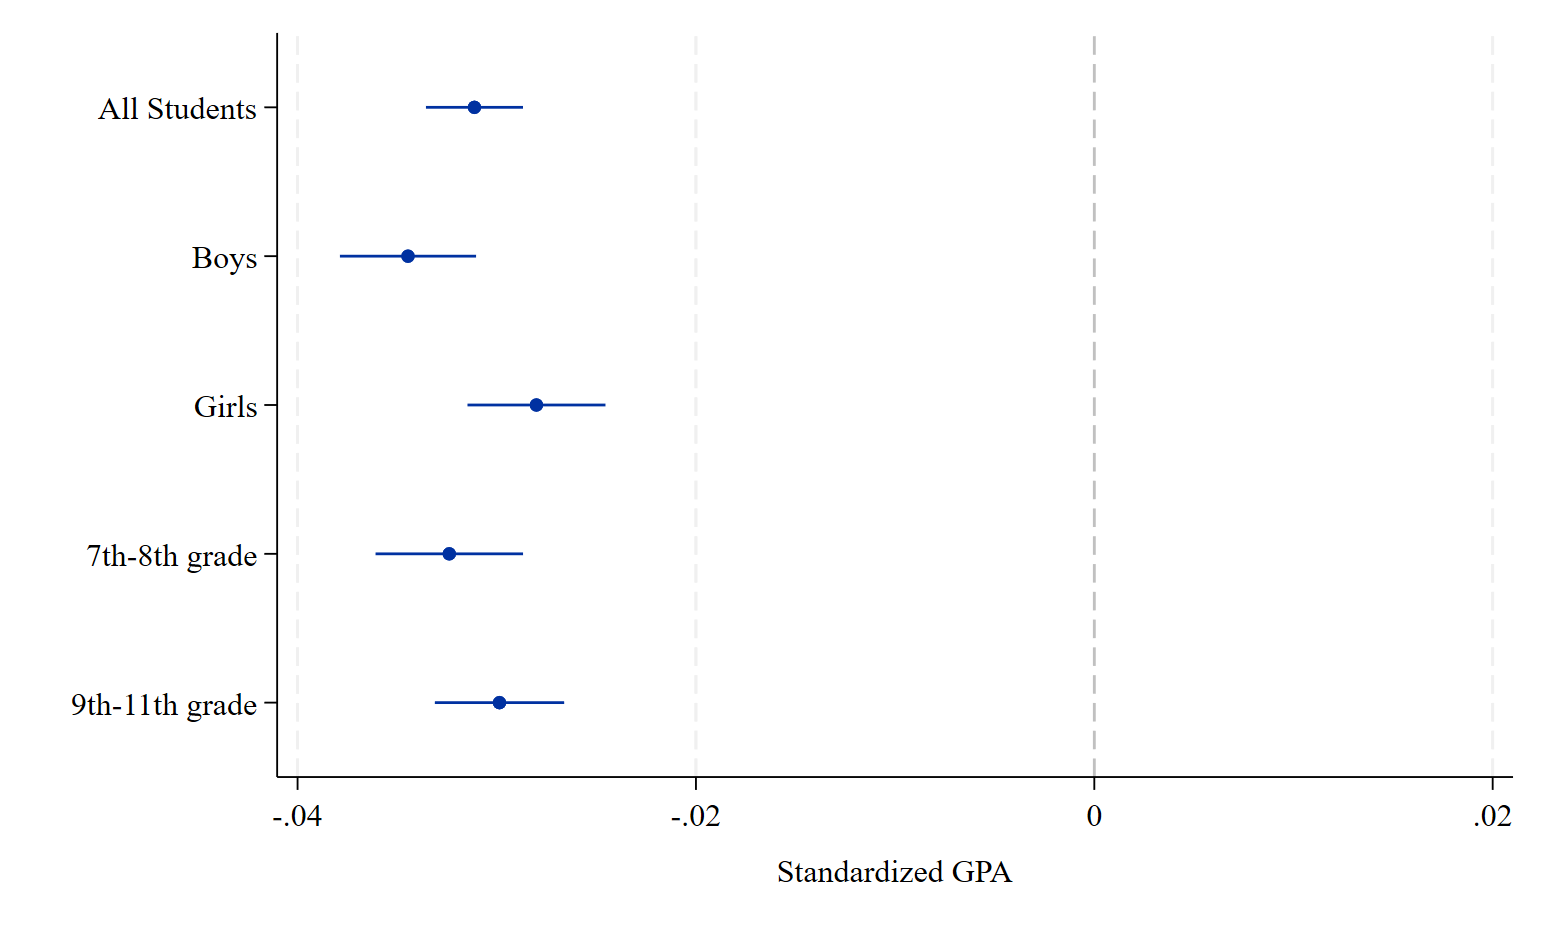 All Students
Boys
Girls
7th-8th grade
9th-11th grade
-.04 -.02 0 .02
Standardized GPA